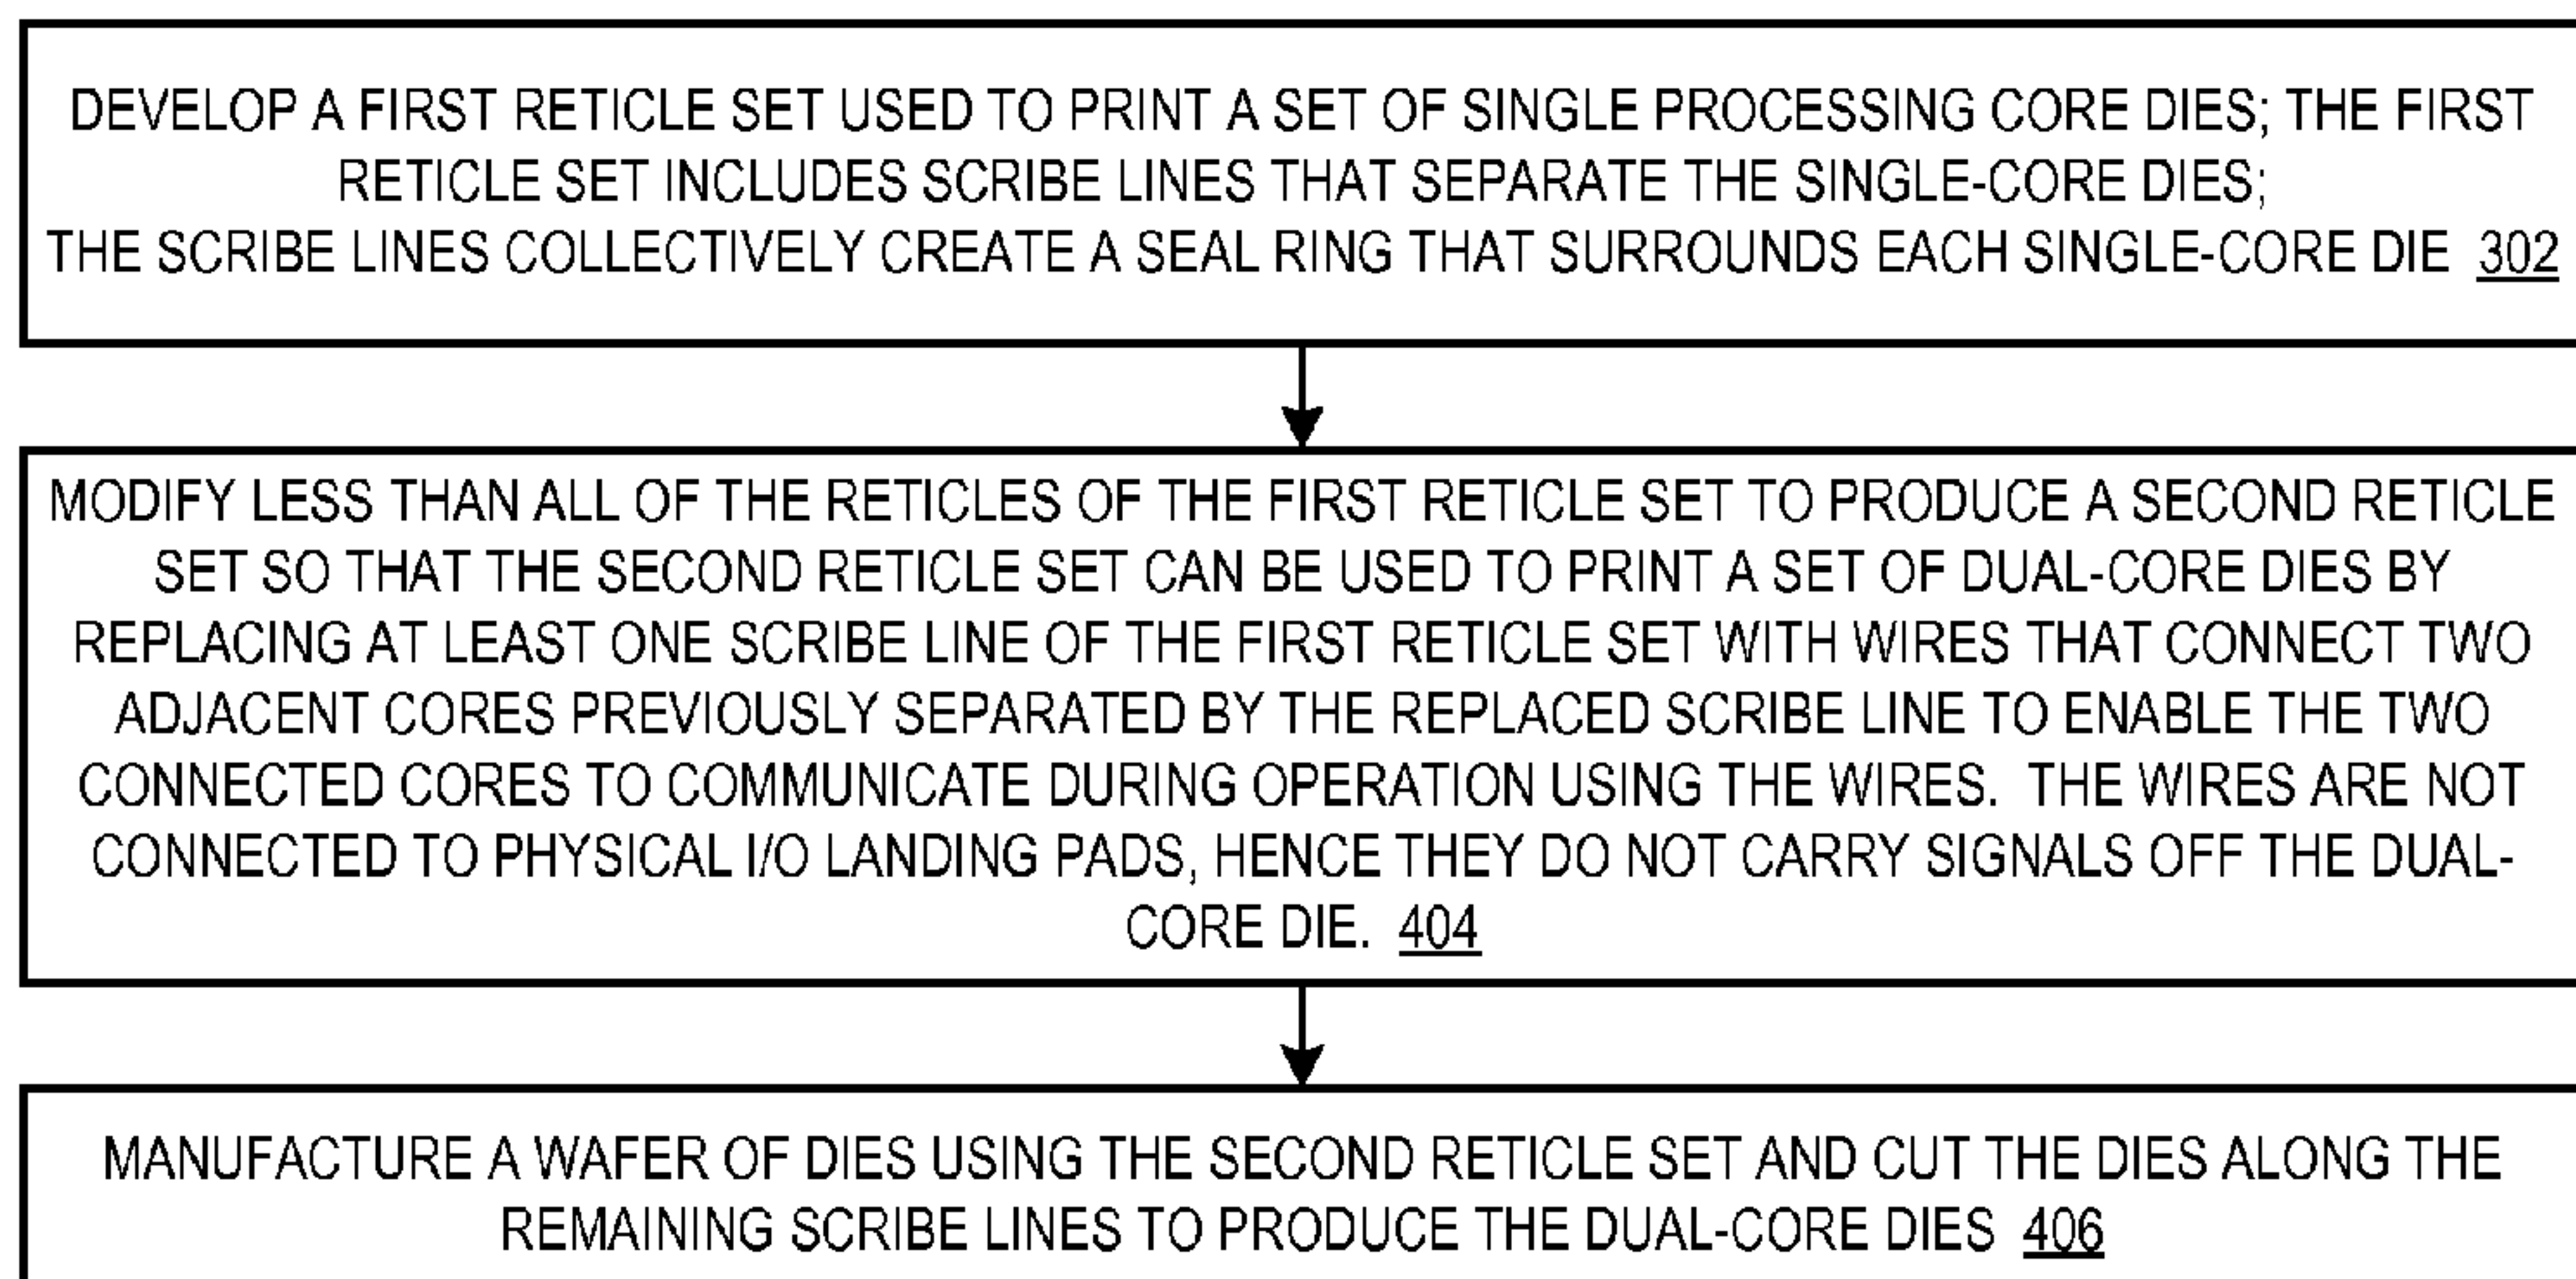 DEVELOP A FIRST RETICLE SET USED TO PRINT A SET OF SINGLE PROCESSING CORE DIES; THE FIRST
RETICLE SET INCLUDES SCRIBE LINES THAT SEPARATE THE SINGLE-CORE DIES;
THE SCRIBE LINES COLLECTIVELY CREATE A SEAL RING THAT SURROUNDS EACH SINGLE-CORE DIE 302
MODIFY LESS THAN ALL OF THE RETICLES OF THE FIRST RETICLE SET TO PRODUCE A SECOND RETICLE
SET SO THAT THE SECOND RETICLE SET CAN BE USED TO PRINT A SET OF DUAL-CORE DIES BY
REPLACING AT LEAST ONE SCRIBE LINE OF THE FIRST RETICLE SET WITH WIRES THAT CONNECT TWO
ADJACENT CORES PREVIOUSLY SEPARATED BY THE REPLACED SCRIBE LINE TO ENABLE THE TWO
CONNECTED CORES TO COMMUNICATE DURING OPERATION USING THE WIRES. THE WIRES ARE NOT
CONNECTED TO PHYSICAL I/O LANDING PADS, HENCE THEY DO NOT CARRY SIGNALS OFF THE DUAL-
CORE DIE. 404
MANUFACTURE A WAFER OF DIES USING THE SECOND RETICLE SET AND CUT THE DIES ALONG THE
REMAINING SCRIBE LINES TO PRODUCE THE DUAL-CORE DIES 406